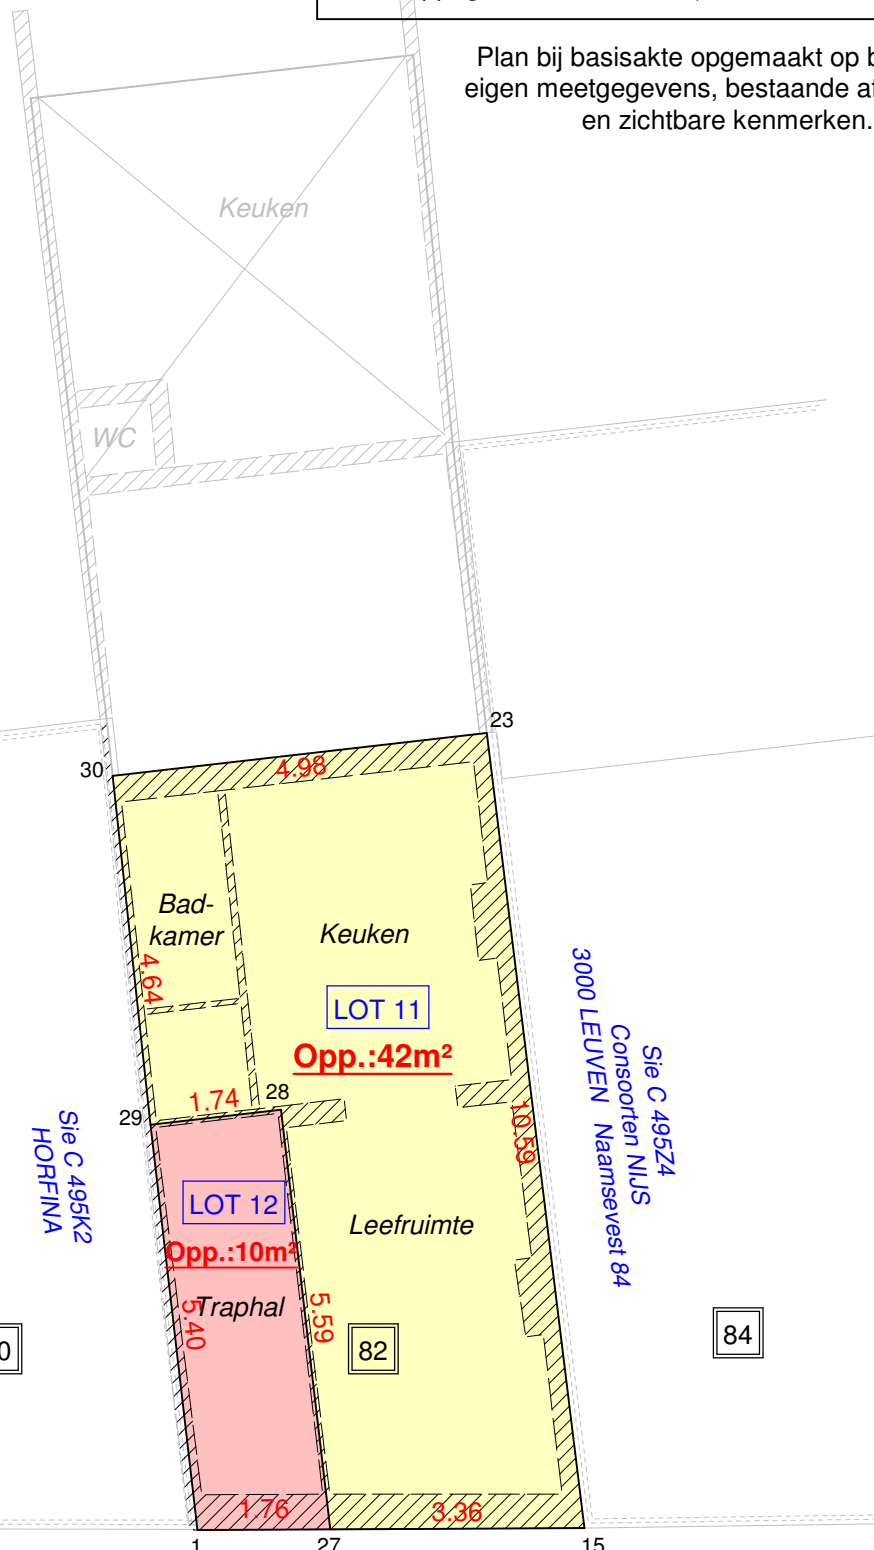 Plan bij basisakte opgemaakt op
eigen meetgegevens, bestaande
en zichtbare kenmerken.
Keuken
WC
23
30
4.98
Bad-
kamer
Keuken
4.64
LOT 11
Opp.:42m²
1.74
28
29
10.59
3000 LEUVEN Naamsevest 84
Consoorten NIJS
Sie C 495Z4
Sie C 495K2
HORFINA
LOT 12
Opp.:10m²
Leefruimte
Traphal
5.40
5.59
82
84
0
1.76
3.36
1
27
15